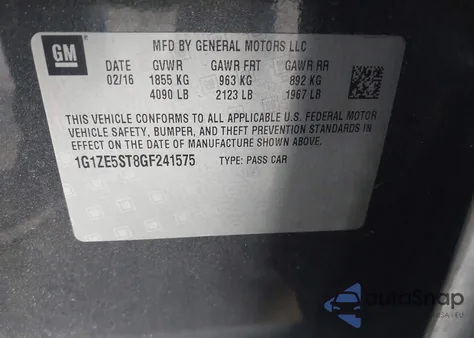 GM
MFD BY GENERAL MOTORS LLC
DATE GVWR GAWR FRT GAWR RR
02/16 1855 KG 963 KG 892 KG
4090 LB 2123 LB 1967 LB
THIS VEHICLE CONFORMS TO ALL APPLICABLE U.S. FEDERAL MOTOR
VEHICLE SAFETY, BUMPER, AND THEFT PREVENTION STANDARDS IN
EFFECT ON THE DATE OF MANUFACTURE SHOWN ABOVE.
1G1ZE5ST8GF241575 TYPE: PASS CAR
autoSnap